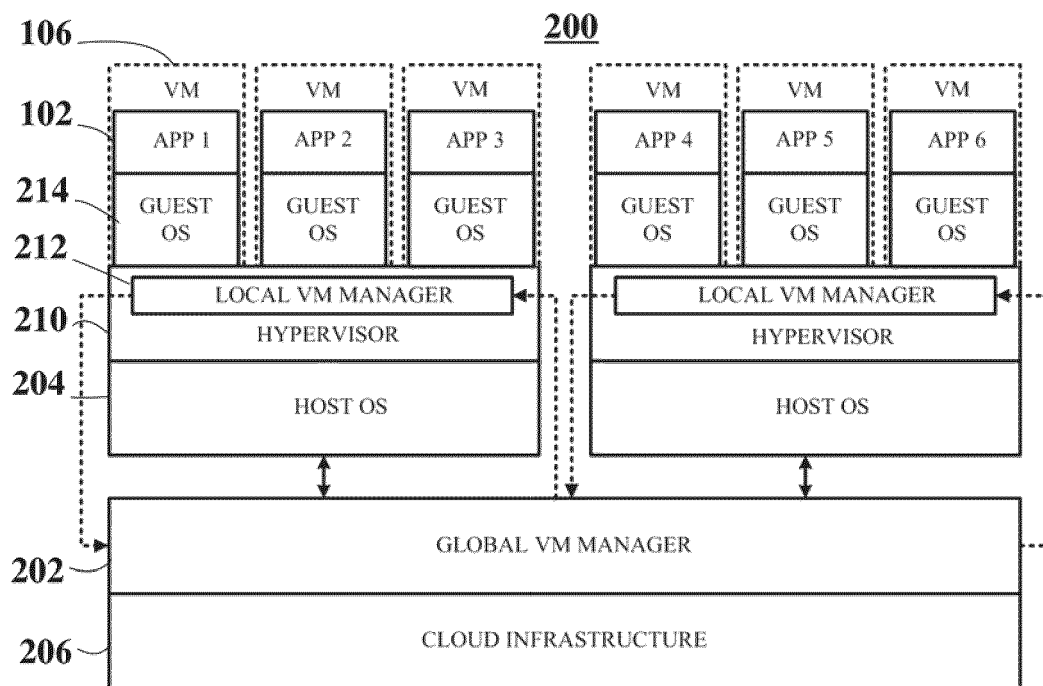 200
106
VM VM VM VM VM VM
102
APP 1 APP 2 APP 3 APP 4 APP 5 APP 6
214
GUEST GUEST GUEST GUEST GUEST GUEST
OS OS OS OS OS OS
212
LOCAL VM MANAGER LOCAL VM MANAGER
210
HYPERVISOR HYPERVISOR
204
HOST OS HOST OS
GLOBAL VM MANAGER
202
CLOUD INFRASTRUCTURE
206